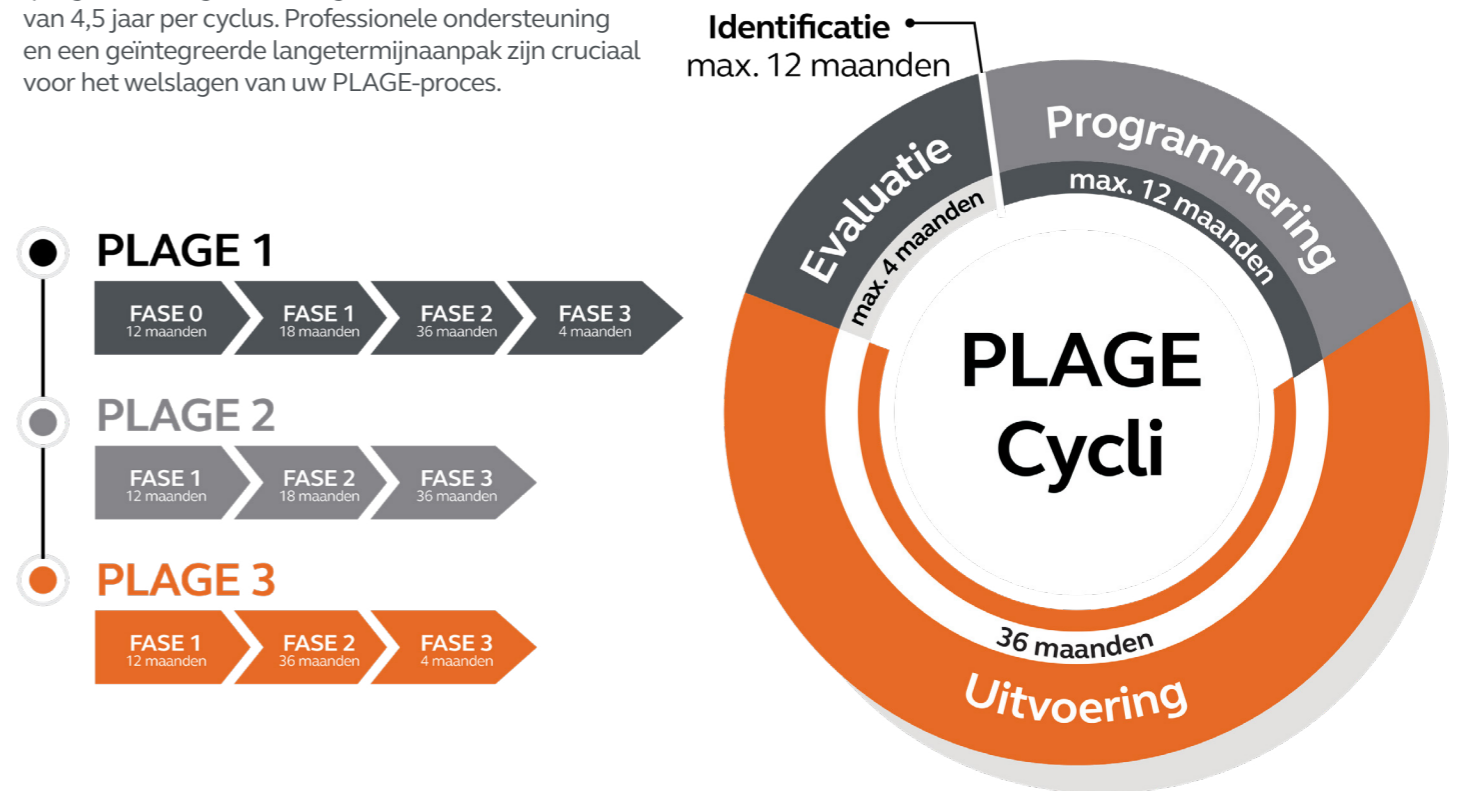 van 4,5 jaar per cyclus. Professionele ondersteuning
en een geïntegreerde langetermijnaanpak zijn cruciaal
voor het welslagen van uw PLAGE-proces.
Identificatie
max. 12 maanden
PLAGE 1
FASE 0
12 maanden
FASE 1
18 maanden
FASE 2
36 maanden
FASE 3
4 maanden
PLAGE 2
FASE 1
12 maanden
FASE 2
18 maanden
FASE 3
36 maanden
PLAGE 3
FASE 1
12 maanden
FASE 2
36 maanden
FASE 3
4 maanden
Evaluatie
max. 4 maanden
Programmering
max. 12 maanden
PLAGE
Cycli
36 maanden
Uitvoering